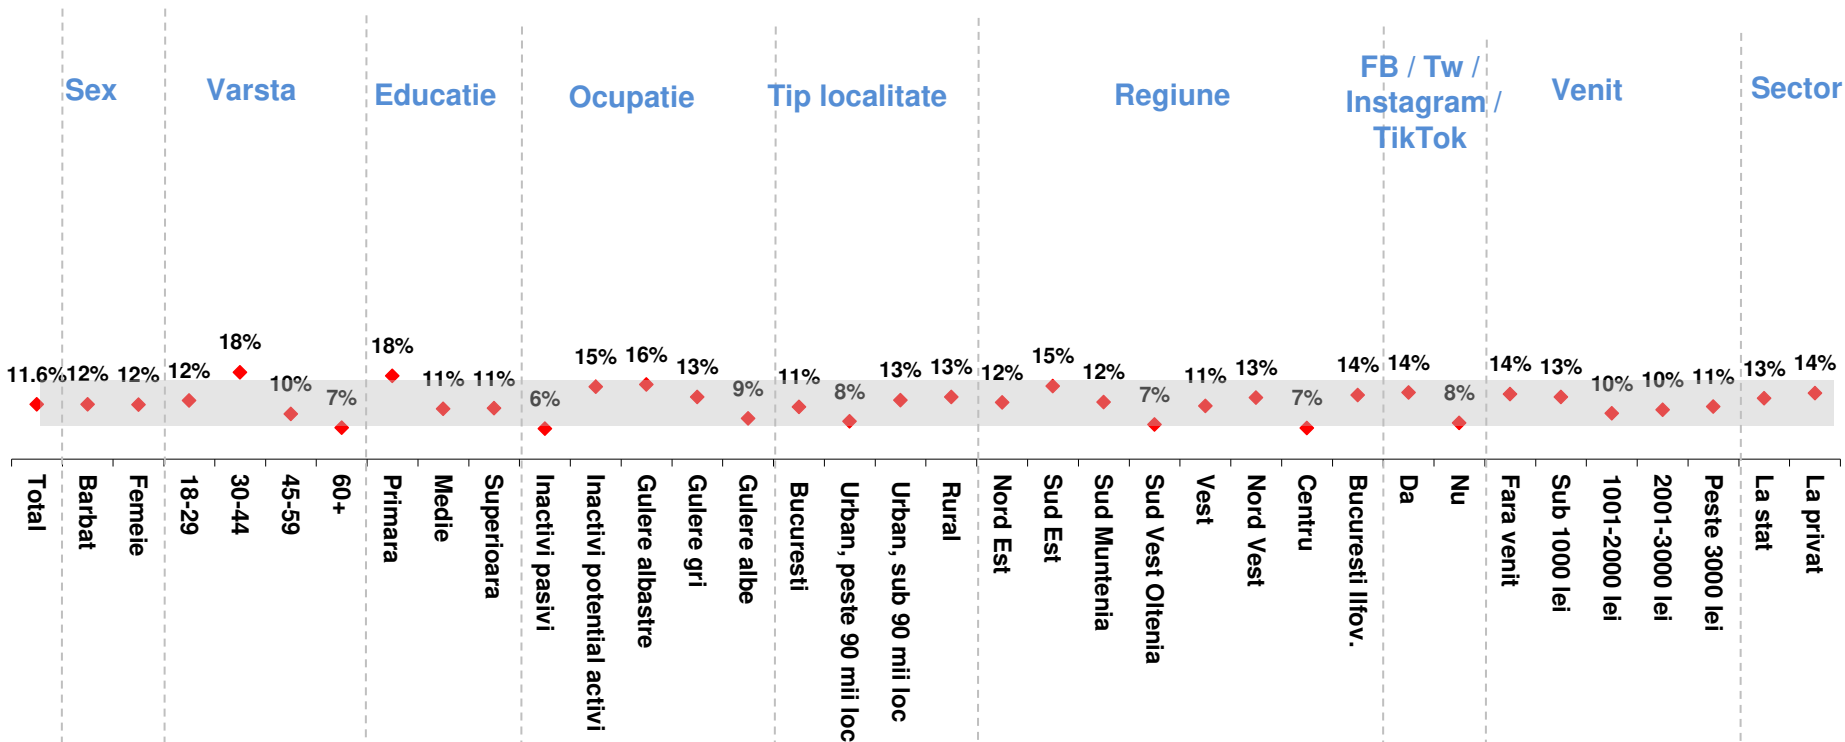 Sex
Varsta
Educatie
Ocupatie
Tip localitate
Regiune
FB / Tw /
Instagram /
TikTok
Venit
Sector
11.6%
12%
12%
12%
18%
10%
7%
18%
11%
11%
6%
15%
16%
13%
9%
11%
8%
13%
13%
12%
15%
12%
7%
11%
13%
7%
14%
14%
8%
14%
13%
10%
10%
11%
13%
14%
Total
Barbat
Femeie
18-29
30-44
45-59
60+
Primara
Medie
Superioara
Inactivi pasivi
Inactivi potential activi
Gulere albastre
Gulere gri
Gulere albe
Bucuresti
Urban, peste 90 mii loc
Urban, sub 90 mii loc
Rural
Nord Est
Sud Est
Sud Muntenia
Sud Vest Oltenia
Vest
Nord Vest
Centru
Bucuresti Ilfov.
Da
Nu
Fara venit
Sub 1000 lei
1001-2000 lei
2001-3000 lei
Peste 3000 lei
La stat
La privat